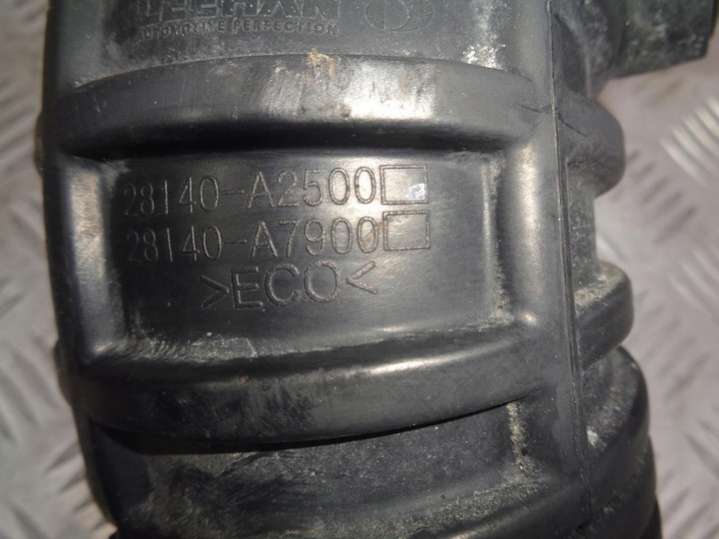 AUTOMOTIVE PERFECTION
28140-A2500
28140-A7900
>ECO<